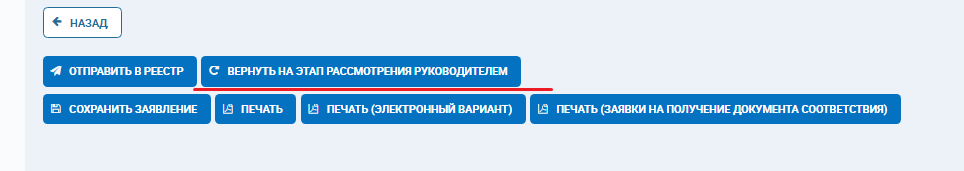 НАЗАД
ОТПРАВИТЬ В РЕЕСТР ВЕРНУТЬ НА ЭТАП РАССМОТРЕНИЯ РУКОВОДИТЕЛЕМ
СОХРАНИТЬ ЗАЯВЛЕНИЕ ПЕЧАТЬ ПЕЧАТЬ (ЭЛЕКТРОННЫЙ ВАРИАНТ) ПЕЧАТЬ (ЗАЯВКИ НА ПОЛУЧЕНИЕ ДОКУМЕНТА СООТВЕТСТВИЯ)